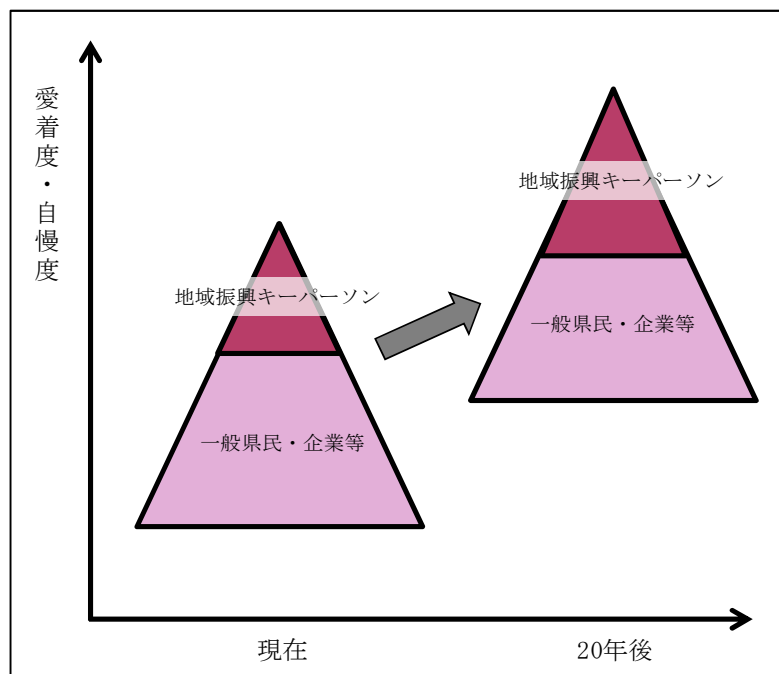 愛着度・自慢度
地域振興キーパーソン
一般県民・企業等
地域振興キーパーソン
一般県民・企業等
現在
20年後